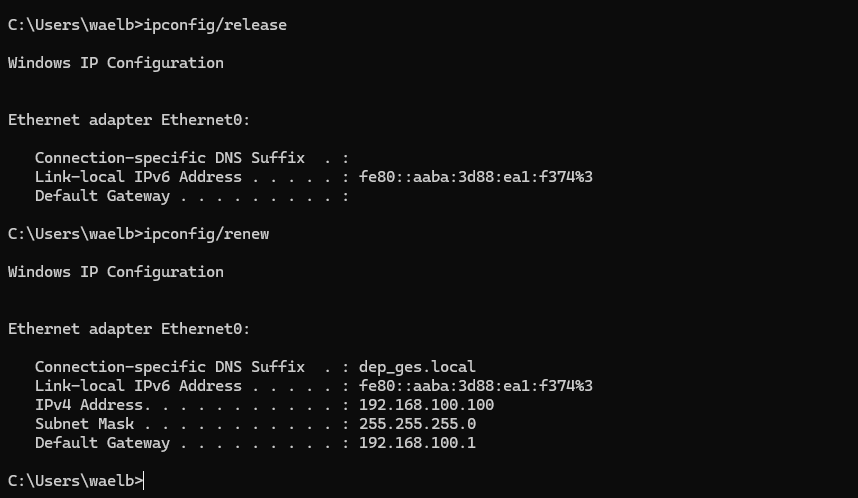 C:\Users\waelb>ipconfig/release
Windows IP Configuration
Ethernet adapter Ethernet0:
   Connection-specific DNS Suffix  . :
   Link-local IPv6 Address . . . . . : fe80::aaba:3d88:ea1:f374%3
   Default Gateway . . . . . . . . . :
C:\Users\waelb>ipconfig/renew
Windows IP Configuration
Ethernet adapter Ethernet0:
   Connection-specific DNS Suffix  . : dep_ges.local
   Link-local IPv6 Address . . . . . : fe80::aaba:3d88:ea1:f374%3
   IPv4 Address. . . . . . . . . . . : 192.168.100.100
   Subnet Mask . . . . . . . . . . . : 255.255.255.0
   Default Gateway . . . . . . . . . : 192.168.100.1
C:\Users\waelb>